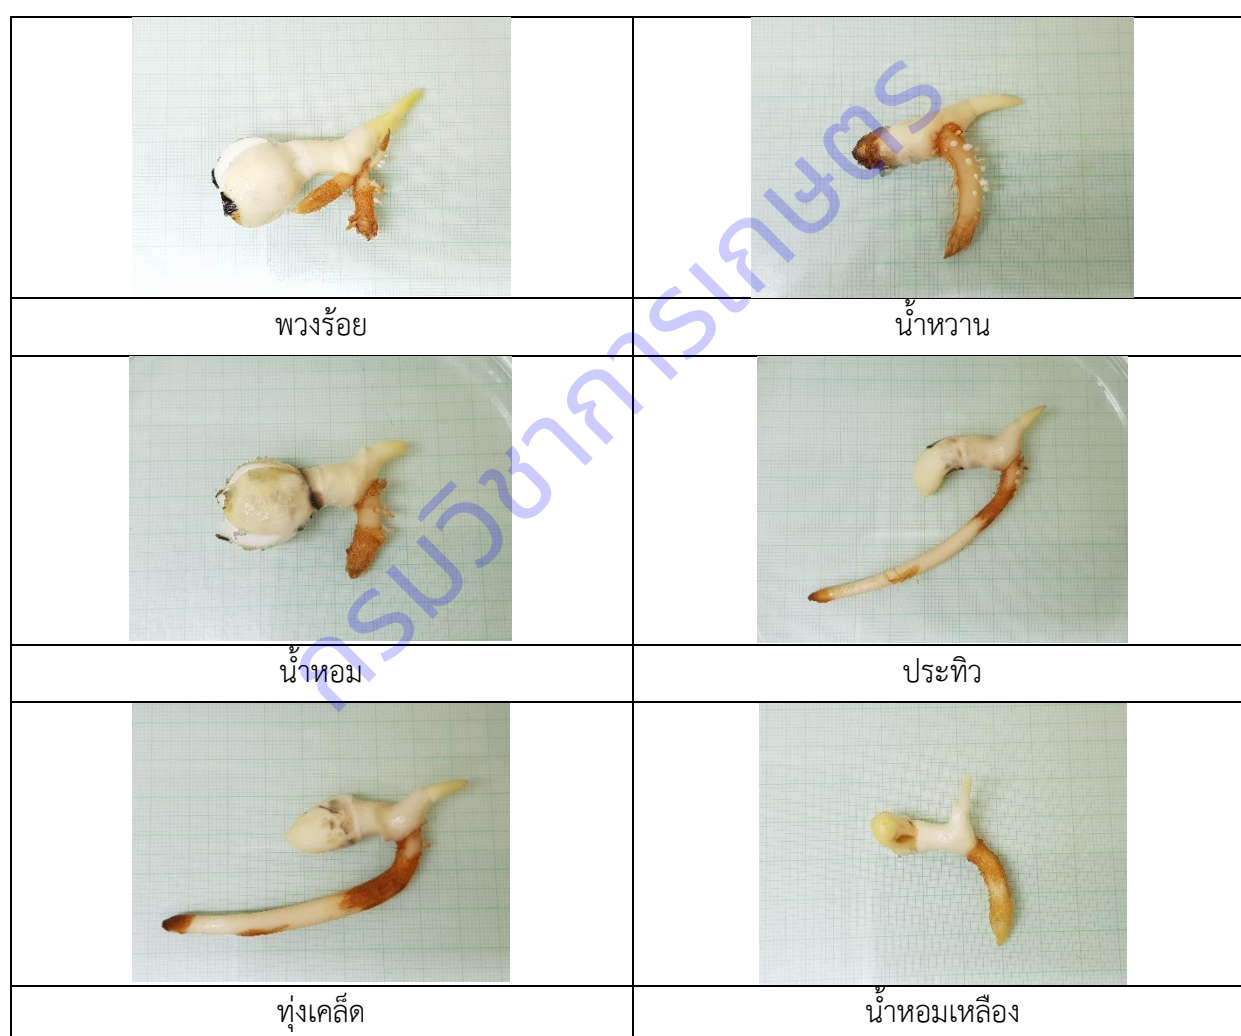 พวงร้อย
น้ำหวาน
น้ำหอม
ประทิว
ทุ่งเคล็ด
น้ำหอมเหลือง
กรมวิชาการเกษตร